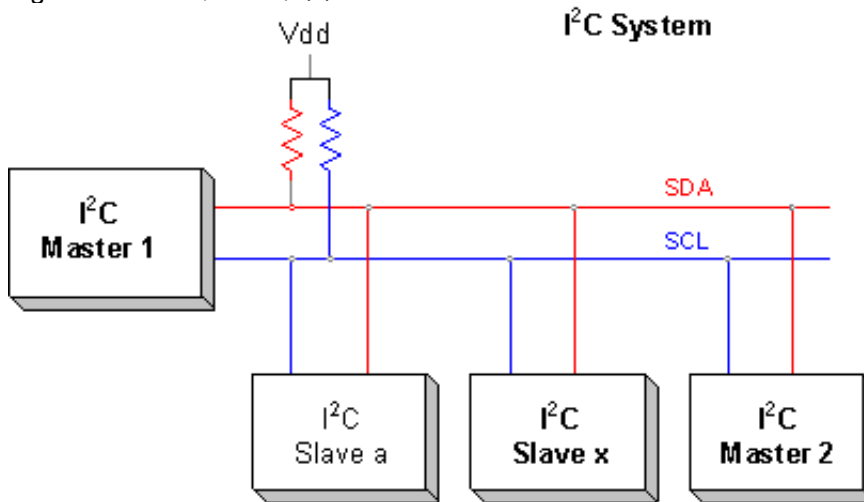 I²C System
Vdd
SDA
I²C
Master 1
SCL
I²C
Slave a
I²C
Slave x
I²C
Master 2